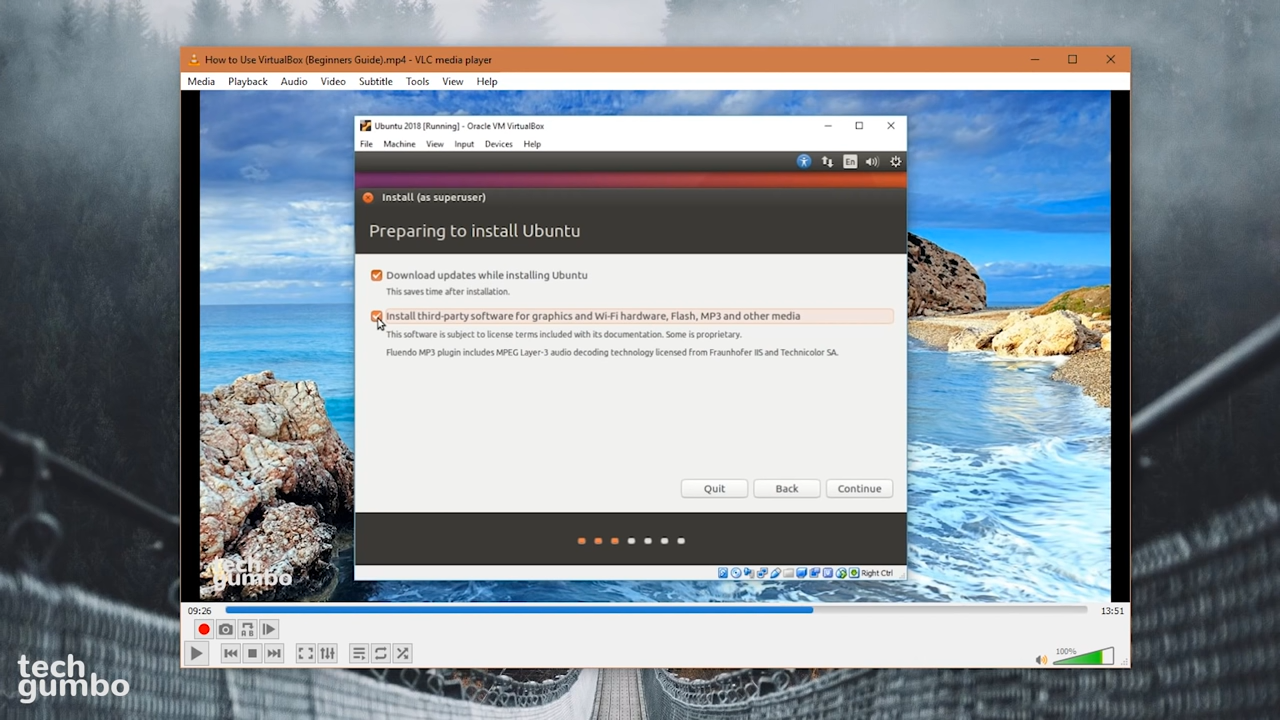 How to Use VirtualBox (Beginners Guide).mp4 - VLC media player
Media Playback Audio Video Subtitle Tools View Help
Ubuntu 2018 [Running] - Oracle VM VirtualBox
File Machine View Input Devices Help
En
Install (as superuser)
Preparing to install Ubuntu
Download updates while installing Ubuntu
This saves time after installation.
Install third-party software for graphics and Wi-Fi hardware, Flash, MP3 and other media
This software is subject to license terms included with its documentation. Some is proprietary.
Fluendo MP3 plugin includes MPEG Layer-3 audio decoding technology licensed from Fraunhofer IIS and Technicolor SA.
Quit Back Continue
Right Ctrl
tech
gumbo
09:26 13:51
A B
100%
tech
gumbo